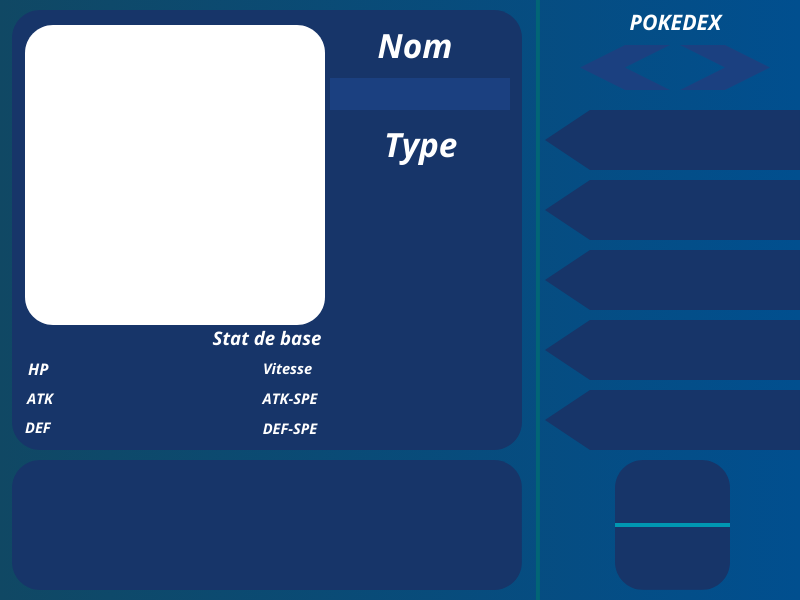 POKEDEX
Nom
Type
Stat de base
HP
Vitesse
ATK
ATK-SPE
DEF
DEF-SPE